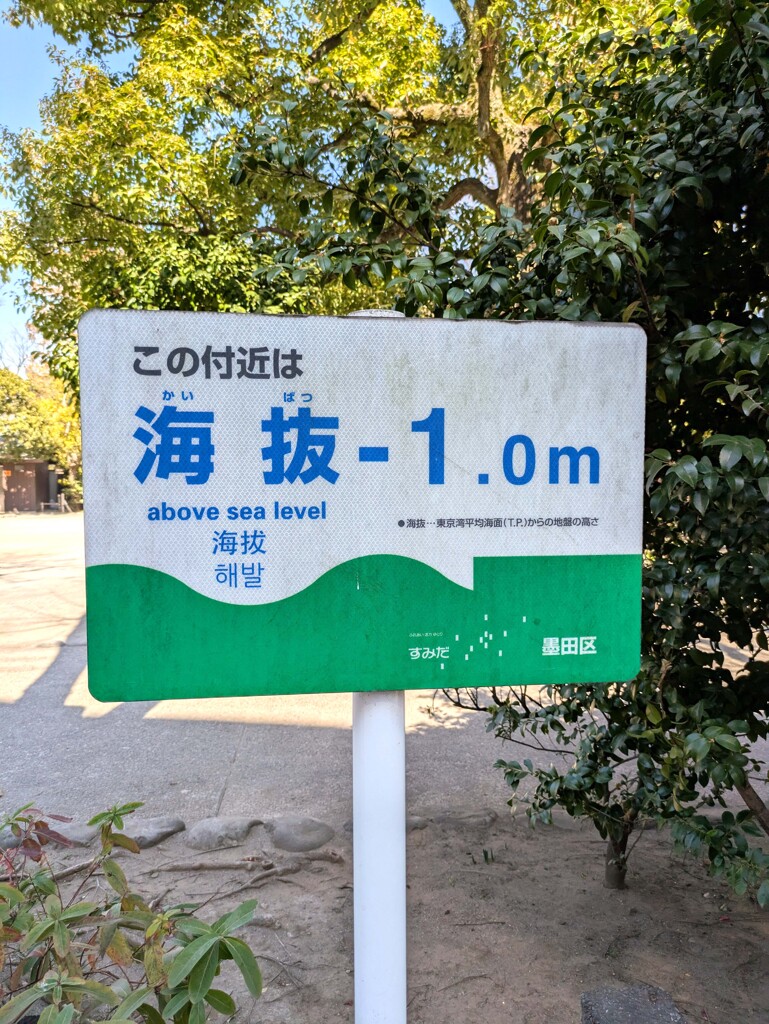 この付近は
かい ばつ
海抜-1.0m
above sea level
●海抜…東京湾平均海面(T.P.)からの地盤の高さ
海抜
해발
すみだ
墨田区